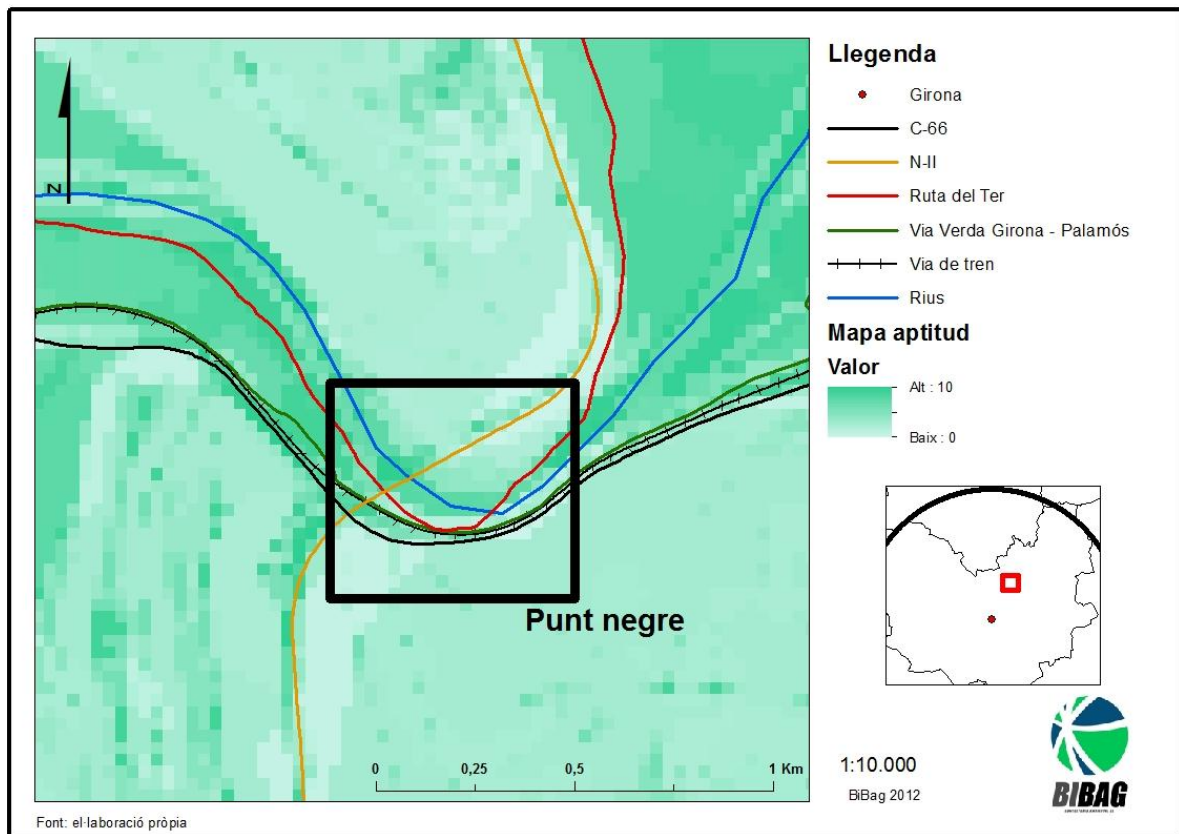 Llegenda
Girona
C-66
N-II
Ruta del Ter
Via Verda Girona - Palamós
Via de tren
Rius
Mapa aptitud
Valor
Alt : 10
Baix : 0
N
Punt negre
0 0,25 0,5 1 Km
1:10.000
BiBag 2012
BIBAG
Font: el·laboració pròpia